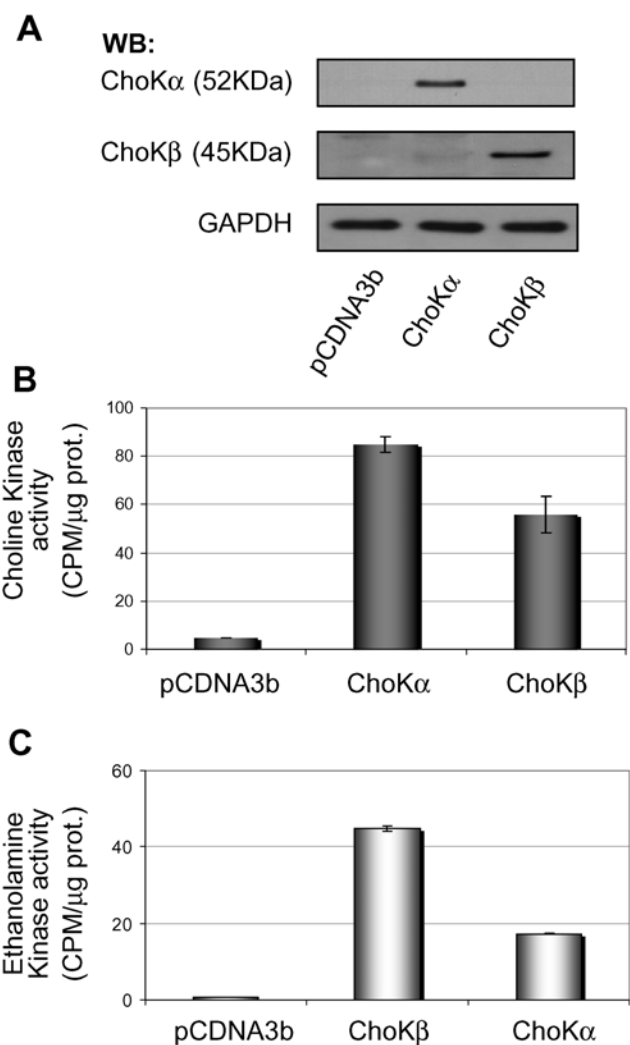 A
WB:
ChoKα (52KDa)
ChoKβ (45KDa)
GAPDH
pCDNA3b
ChoKα
ChoKβ
B
Choline Kinase
activity
(CPM/μg prot.)
100
80
60
40
20
0
pCDNA3b
ChoKα
ChoKβ
C
Ethanolamine
Kinase activity
(CPM/μg prot.)
60
40
20
0
pCDNA3b
ChoKβ
ChoKα